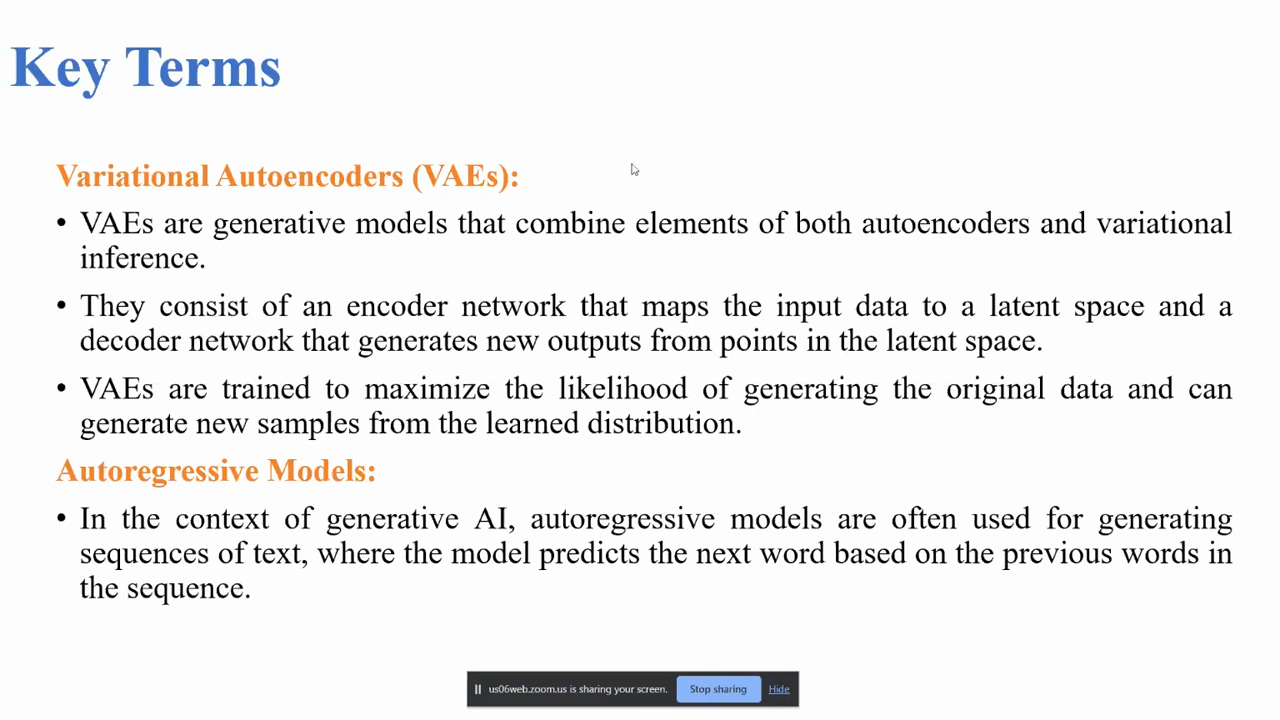 Key Terms
Variational Autoencoders (VAEs):
• VAEs are generative models that combine elements of both autoencoders and variational
inference.
• They consist of an encoder network that maps the input data to a latent space and a
decoder network that generates new outputs from points in the latent space.
• VAEs are trained to maximize the likelihood of generating the original data and can
generate new samples from the learned distribution.
Autoregressive Models:
• In the context of generative AI, autoregressive models are often used for generating
sequences of text, where the model predicts the next word based on the previous words in
the sequence.
us06web.zoom.us is sharing your screen. Stop sharing Hide